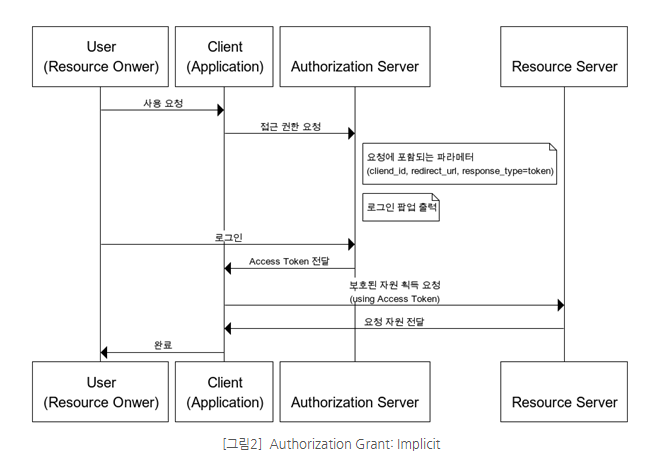 User
(Resource Onwer)
Client
(Application)
Authorization Server
Resource Server
사용 요청
접근 권한 요청
요청에 포함되는 파라메터
(cliend_id, redirect_url, response_type=token)
로그인 팝업 출력
로그인
Access Token 전달
보호된 자원 획득 요청
(using Access Token)
요청 자원 전달
완료
User
(Resource Onwer)
Client
(Application)
Authorization Server
Resource Server
[그림2] Authorization Grant: Implicit